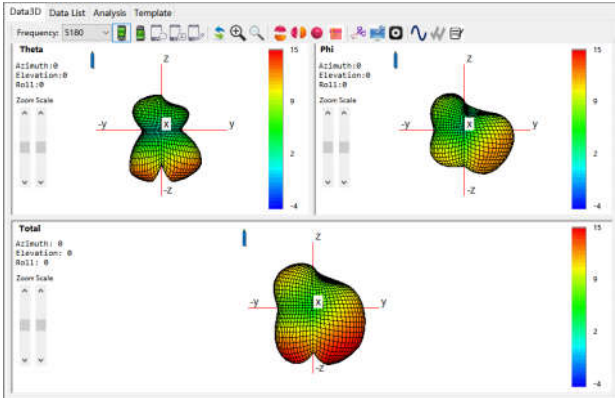 Data3D Data List Analysis Template
Frequency: 5180
Theta
Azimuth:0
Elevation:0
Roll:0
Zoom Scale
z
-y
x
y
-z
15
9
2
-4
Phi
Azimuth:0
Elevation:0
Roll:0
Zoom Scale
z
-y
x
y
-z
15
9
2
-4
Total
Azimuth: 0
Elevation: 0
Roll: 0
Zoom Scale
z
-y
x
y
-z
15
9
2
-4